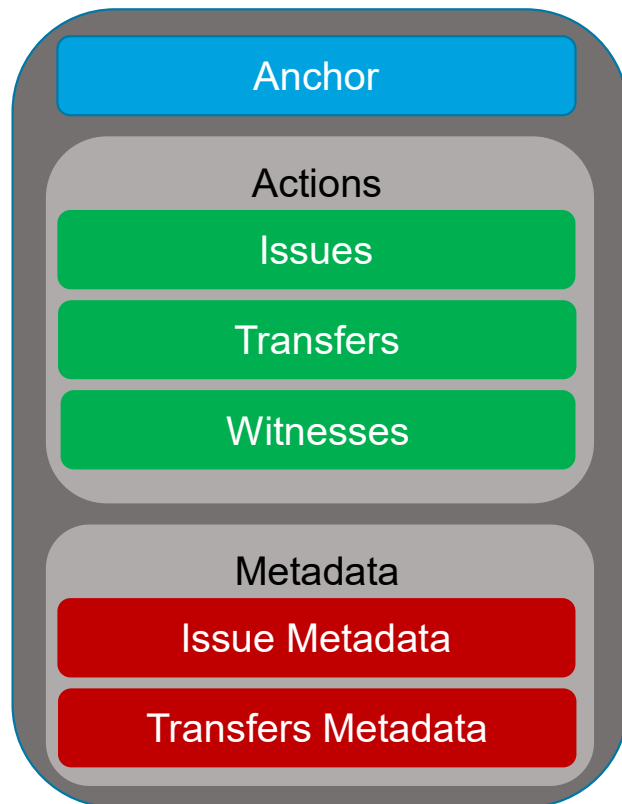 Anchor
Actions
Issues
Transfers
Witnesses
Metadata
Issue Metadata
Transfers Metadata